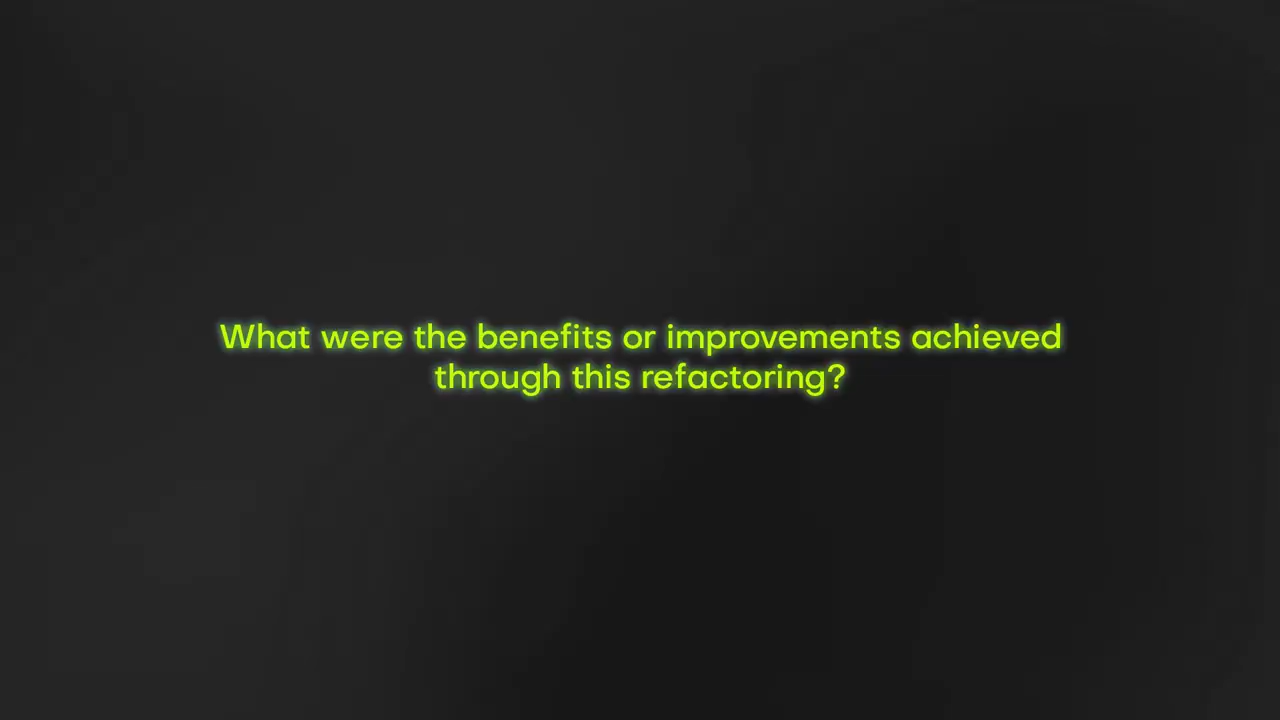 What were the benefits or improvements achieved
through this refactoring?